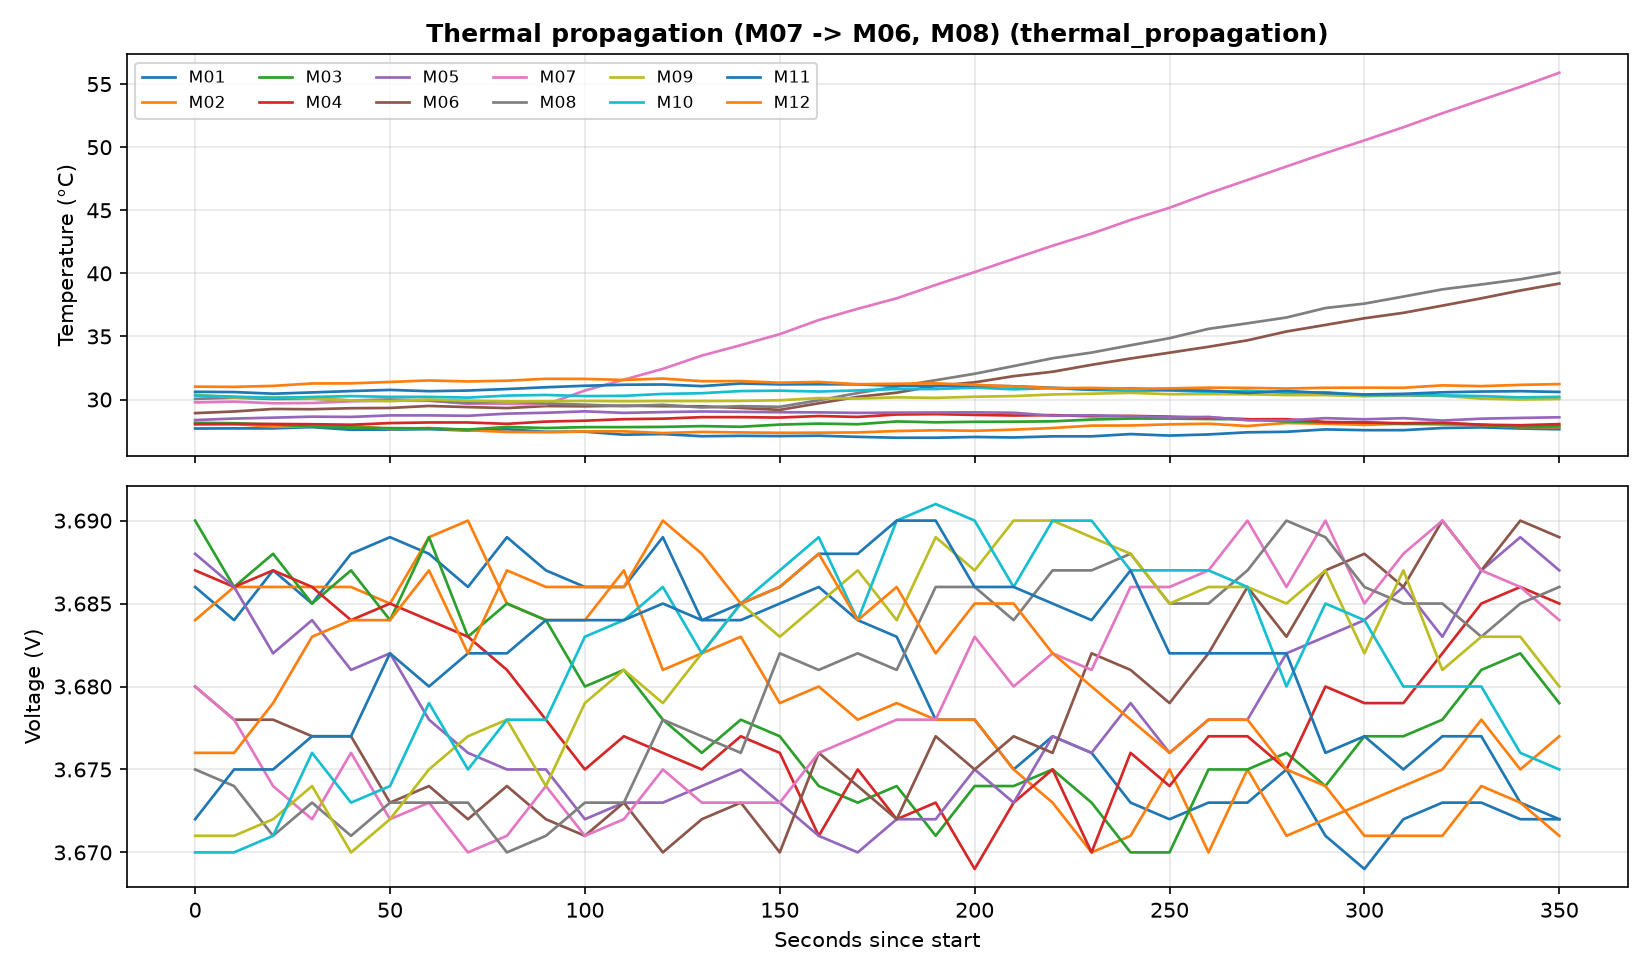 Thermal propagation (M07 -> M06, M08) (thermal_propagation)
M01 M03 M05 M07 M09 M11
M02 M04 M06 M08 M10 M12
Temperature (°C)
55
50
45
40
35
30
Voltage (V)
3.690
3.685
3.680
3.675
3.670
0 50 100 150 200 250 300 350
Seconds since start